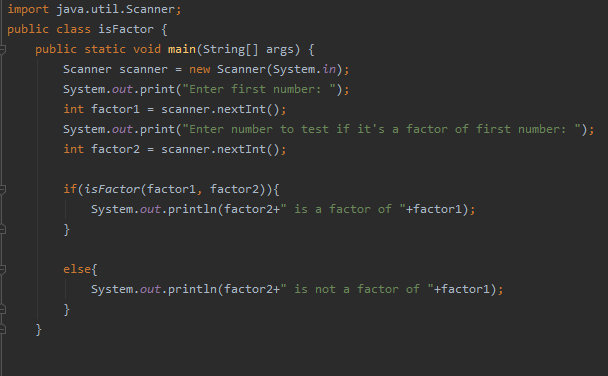 import java.util.Scanner;
public class isFactor {
    public static void main(String[] args) {
        Scanner scanner = new Scanner(System.in);
        System.out.print("Enter first number: ");
        int factor1 = scanner.nextInt();
        System.out.print("Enter number to test if it's a factor of first number: ");
        int factor2 = scanner.nextInt();
        if(isFactor(factor1, factor2)){
            System.out.println(factor2+" is a factor of "+factor1);
        }
        else{
            System.out.println(factor2+" is not a factor of "+factor1);
        }
    }